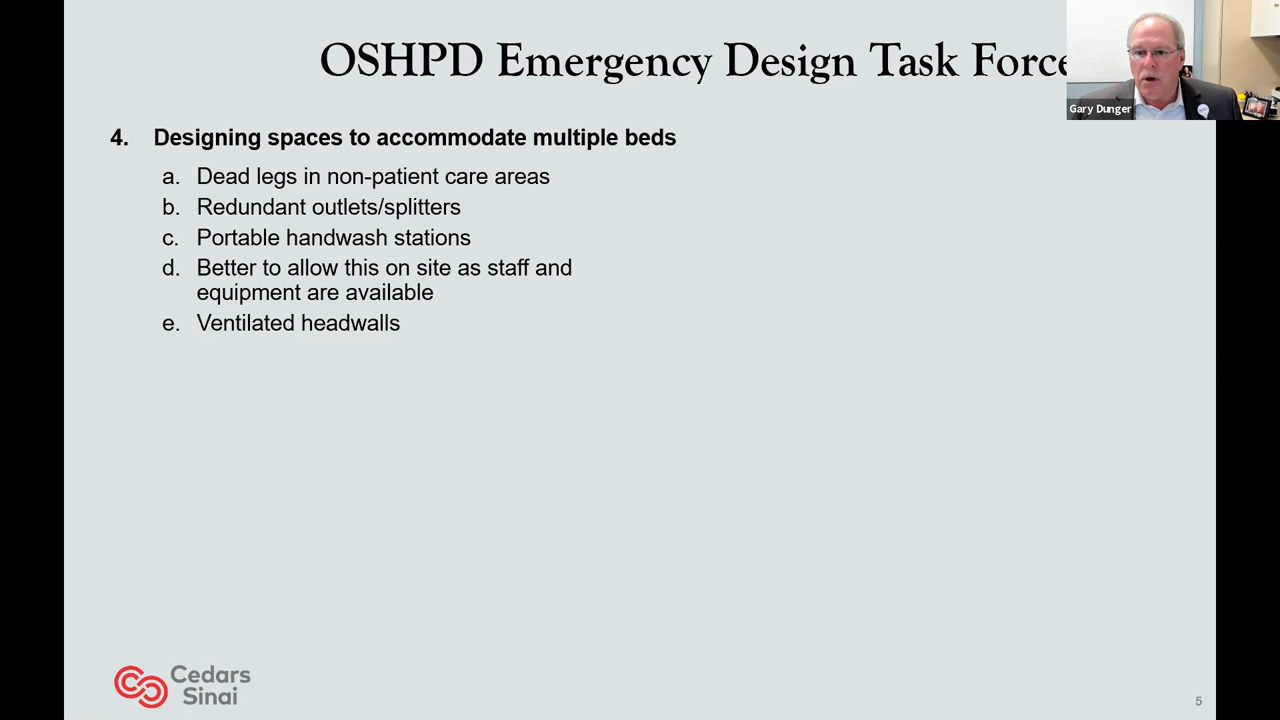 OSHPD Emergency Design Task Force
Gary Dunger
4. Designing spaces to accommodate multiple beds
a. Dead legs in non-patient care areas
b. Redundant outlets/splitters
c. Portable handwash stations
d. Better to allow this on site as staff and
equipment are available
e. Ventilated headwalls
Cedars
Sinai
5